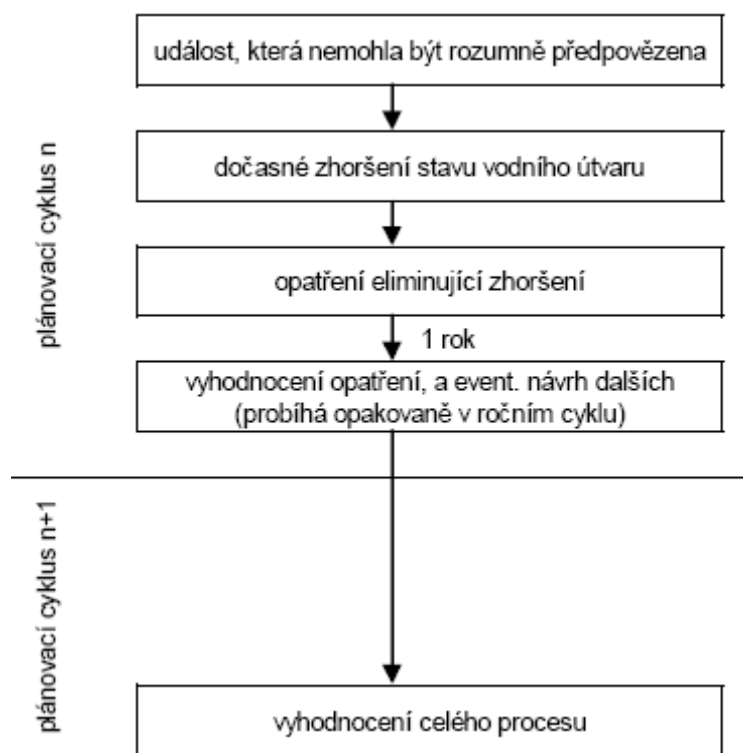 událost, která nemohla být rozumně předpovězena
plánovací cyklus n
dočasné zhoršení stavu vodního útvaru
opatření eliminující zhoršení
1 rok
vyhodnocení opatření, a event. návrh dalších
(probíhá opakovaně v ročním cyklu)
plánovací cyklus n+1
vyhodnocení celého procesu